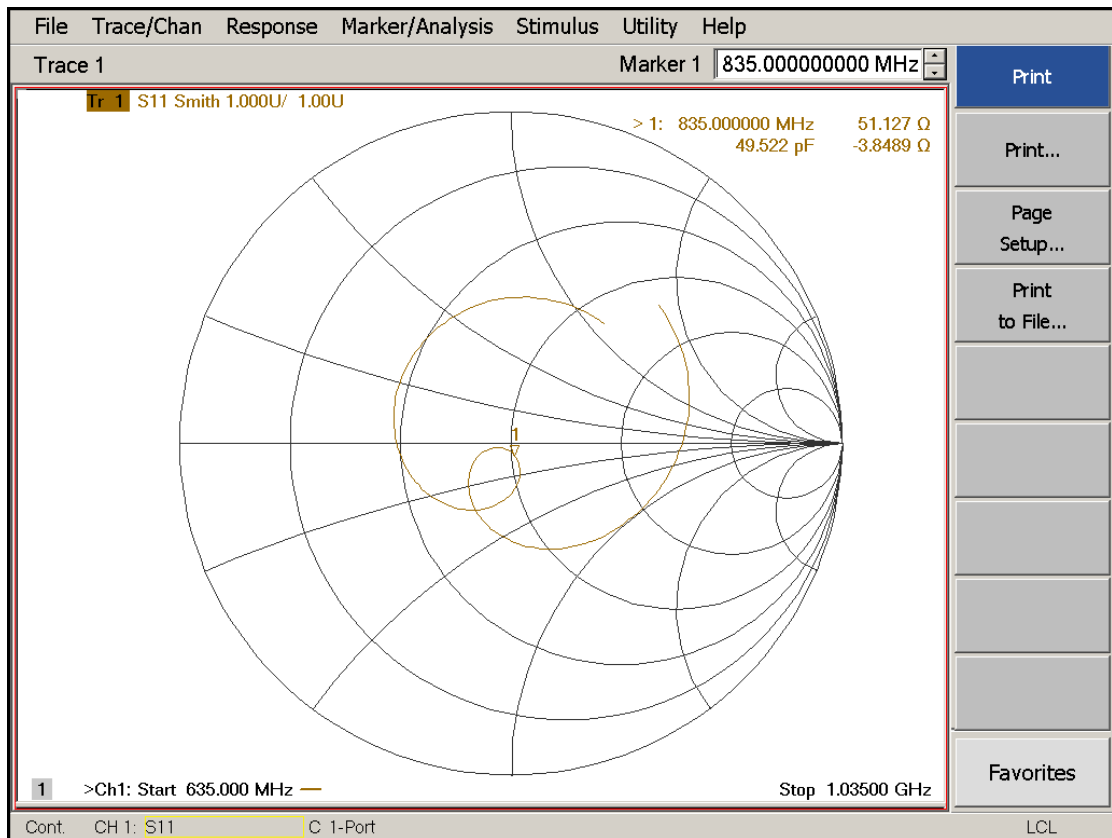 File Trace/Chan Response Marker/Analysis Stimulus Utility Help
Trace 1 Marker 1 835.000000000 MHz
Print
Tr 1 S11 Smith 1.000U/ 1.00U
> 1: 835.000000 MHz 51.127 Ω
49.522 pF -3.8489 Ω
Print...
Page
Setup...
Print
to File...
1
Favorites
1 >Ch1: Start 635.000 MHz Stop 1.03500 GHz
Cont. CH 1: S11 C 1-Port LCL